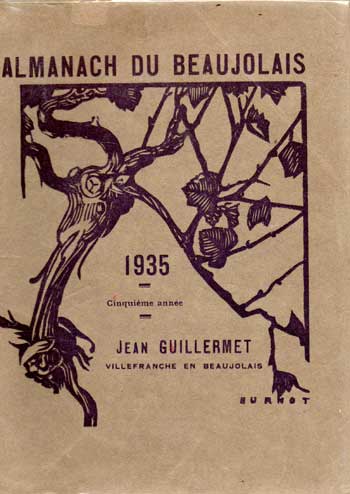 ALMANACH DU BEAUJOLAIS
1935
Cinquième année
JEAN GUILLERMET
VILLEFRANCHE EN BEAUJOLAIS
BURNOT